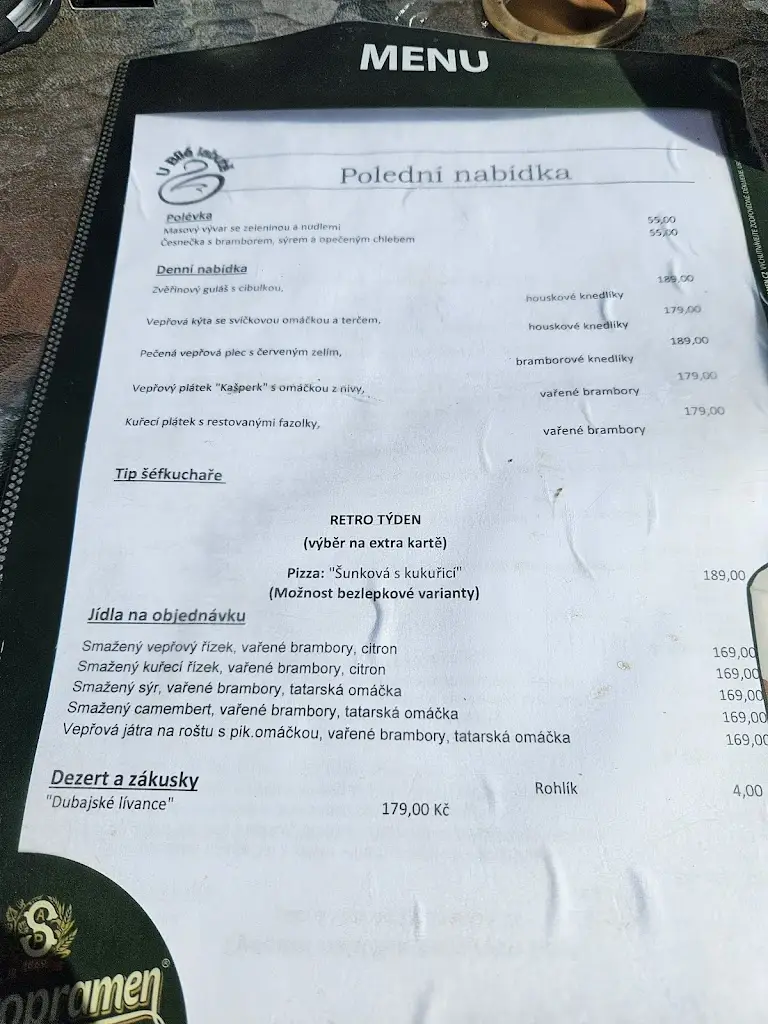 MENU
U Bílé labutí
Polední nabídka
Polévka
Masový vývar se zeleninou a nudlemi 55,00
Česnečka s bramborem, sýrem a opečeným chlebem 55,00
Denní nabídka
Zvěřinový guláš s cibulkou, houskové knedlíky 189,00
Vepřová kýta se svíčkovou omáčkou a terčem, houskové knedlíky 179,00
Pečená vepřová plec s červeným zelím, bramborové knedlíky 189,00
Vepřový plátek "Kašperk" s omáčkou z nivy, vařené brambory 179,00
Kuřecí plátek s restovanými fazolky, vařené brambory 179,00
Tip šéfkuchaře
RETRO TÝDEN
(výběr na extra kartě)
Pizza: "Šunková s kukuřicí" 189,00
(Možnost bezlepkové varianty)
Jídla na objednávku
Smažený vepřový řízek, vařené brambory, citron 169,00
Smažený kuřecí řízek, vařené brambory, citron 169,00
Smažený sýr, vařené brambory, tatarská omáčka 169,00
Smažený camembert, vařené brambory, tatarská omáčka 169,00
Vepřová játra na roštu s pik.omáčkou, vařené brambory, tatarská omáčka 169,00
Dezert a zákusky
"Dubajské lívance" 179,00 Kč
Rohlík 4,00
S
opramen